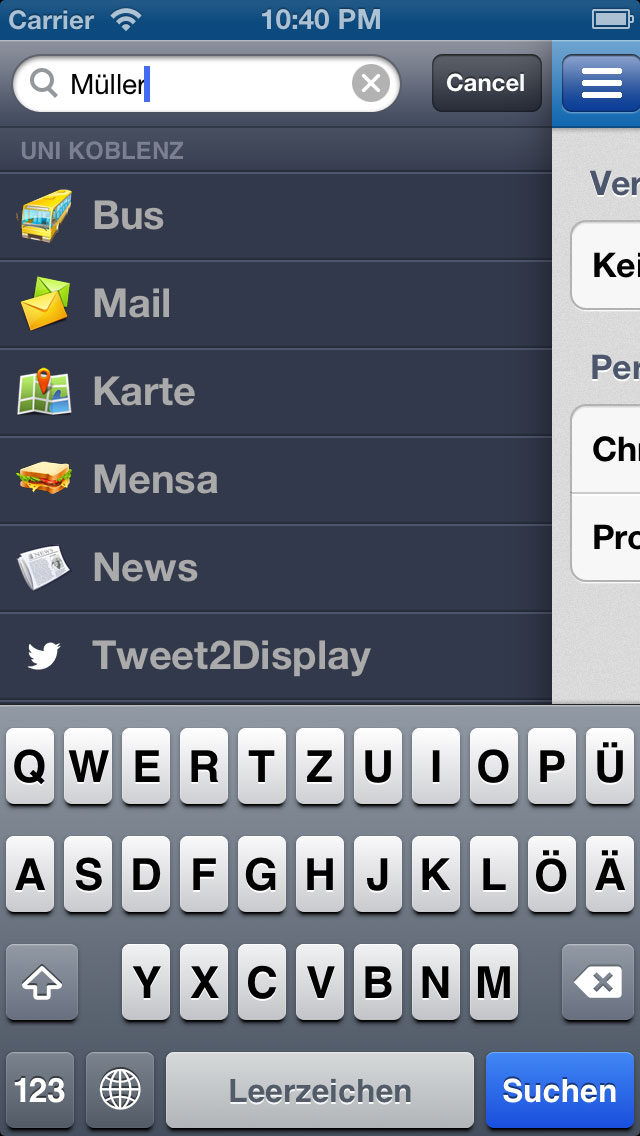 Carrier 10:40 PM
Müller Cancel
UNI KOBLENZ
Bus
Mail
Karte
Mensa
News
Tweet2Display
Ver
Kei
Per
Chr
Pro
Q W E R T Z U I O P Ü
A S D F G H J K L Ö Ä
Y X C V B N M
123 Leerzeichen Suchen